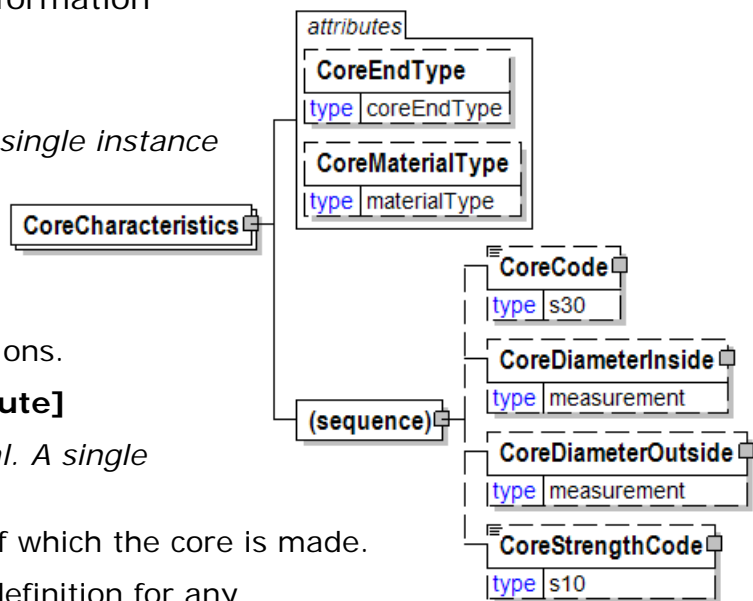 ormation
single instance
ons.
ute]
l. A single
f which the core is made.
definition for any
CoreCharacteristics
attributes
CoreEndType
type coreEndType
CoreMaterialType
type materialType
(sequence)
CoreCode
type s30
CoreDiameterInside
type measurement
CoreDiameterOutside
type measurement
CoreStrengthCode
type s10